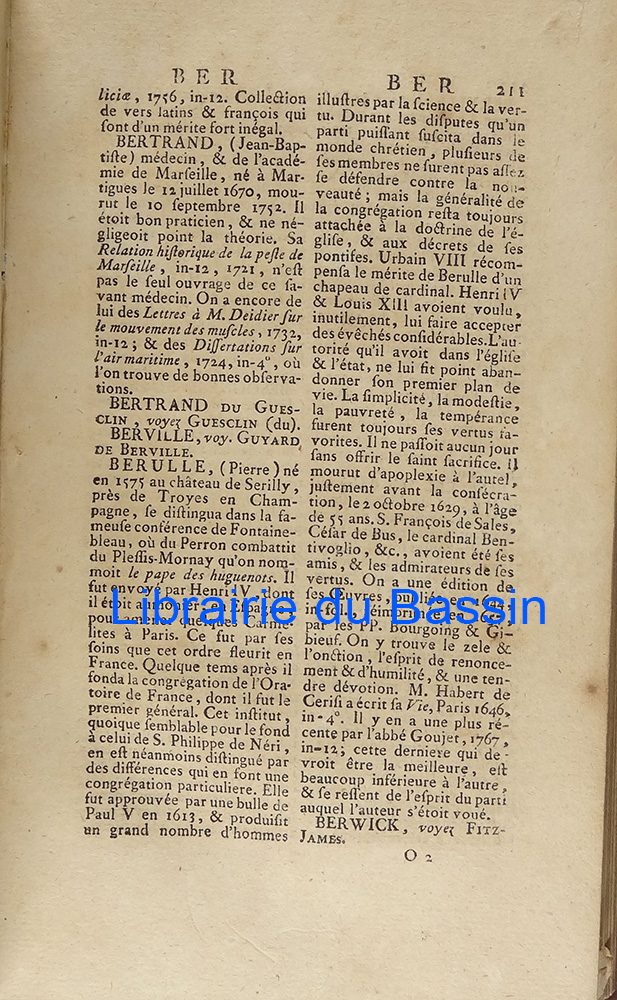 BER
liciæ, 1756, in-12. Collection
de vers latins & françois qui
ſont d'un mérite fort inégal.
BERTRAND, (Jean-Bap-
tiſte) médecin, & de l'acadé-
mie de Marſeille, né à Mar-
tigues le 12 juillet 1670, mou-
rut le 10 ſeptembre 1752. Il
étoit bon praticien, & ne né-
gligeoit point la théorie. Sa
Relation hiſtorique de la peſte de
Marſeille, in-12, 1721, n'eſt
pas le ſeul ouvrage de ce ſa-
vant médecin. On a encore de
lui des Lettres à M. Deidier ſur
le mouvement des muſcles, 1732,
in-12; & des Diſſertations ſur
l'air maritime, 1724, in-4°, où
l'on trouve de bonnes obſerva-
tions.
BERTRAND DU GUES-
CLIN, voyez GUESCLIN (du).
BERVILLE, voy. GUYARD
DE BERVILLE.
BERULLE, (Pierre) né
en 1575 au château de Serilly,
près de Troyes en Cham-
pagne, ſe diſtingua dans la fa-
meuſe conférence de Fontaine-
bleau, où du Perron combattit
du Pleſſis-Mornay qu'on nom-
moit le pape des huguenots. Il
fut envoyé par Henri IV, dont
il étoit aumônier, en Eſpagne,
pour amener quelques Carmé-
lites à Paris. Ce fut par ſes
ſoins que cet ordre fleurit en
France. Quelque tems après il
fonda la congrégation de l'Ora-
toire de France, dont il fut le
premier général. Cet inſtitut,
quoique ſemblable pour le fond
à celui de S. Philippe de Néri,
en eſt néanmoins diſtingué par
des différences qui en font une
congrégation particuliere. Elle
fut approuvée par une bulle de
Paul V en 1613, & produiſit
un grand nombre d'hommes
BER 211
illuſtres par la ſcience & la ver-
tu. Durant les diſputes qu'un
parti puiſſant ſuſcita dans le
monde chrétien, pluſieurs de
ſes membres ne furent pas aſſez
ſe défendre contre la nou-
veauté; mais la généralité de
la congrégation reſta toujours
attachée à la doctrine de l'é-
gliſe, & aux décrets de ſes
pontifes. Urbain VIII récom-
penſa le mérite de Berulle d'un
chapeau de cardinal. Henri IV
& Louis XIII avoient voulu,
inutilement, lui faire accepter
des évêchés conſidérables. L'au-
torité qu'il avoit dans l'égliſe
& l'état, ne lui fit point aban-
donner ſon premier plan de
vie. La ſimplicité, la modeſtie,
la pauvreté, la tempérance
furent toujours ſes vertus fa-
vorites. Il ne paſſoit aucun jour
ſans offrir le ſaint ſacrifice. Il
mourut d'apoplexie à l'autel,
juſtement avant la conſécra-
tion, le 2 octobre 1629, à l'âge
de 55 ans. S. François de Sales,
Céſar de Bus, le cardinal Ben-
tivoglio, &c., avoient été ſes
amis, & les admirateurs de ſes
vertus. On a une édition de
ſes Œuvres, publiée en 1644,
in-fol., réimprimée en 1657,
par les PP. Bourgoing & Gi-
bieuf. On y trouve le zele &
l'onction, l'eſprit de renonce-
ment & d'humilité, & une ten-
dre dévotion. M. Habert de
Ceriſi a écrit ſa Vie, Paris 1646,
in-4°. Il y en a une plus ré-
cente par l'abbé Goujet, 1767,
in-12; cette derniere qui de-
vroit être la meilleure, eſt
beaucoup inférieure à l'autre,
& ſe reſſent de l'eſprit du parti
auquel l'auteur s'étoit voué.
BERWICK, voyez FITZ-
JAMES.
O 2
Librairie du Bassin